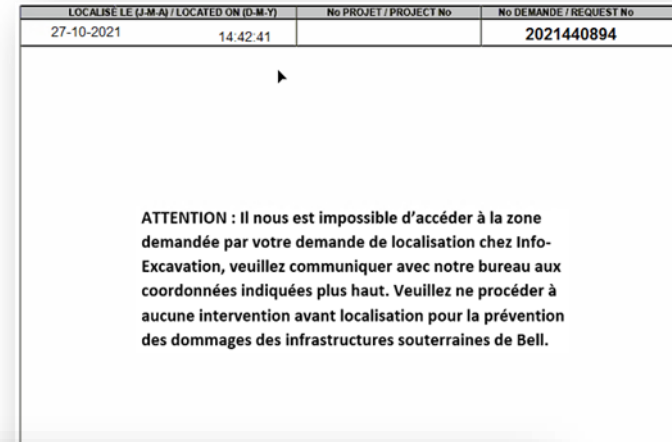 LOCALISÉ LE (J-M-A) / LOCATED ON (D-M-Y) No PROJET / PROJECT No No DEMANDE / REQUEST No
27-10-2021 14:42:41 2021440894
ATTENTION : Il nous est impossible d’accéder à la zone
demandée par votre demande de localisation chez Info-
Excavation, veuillez communiquer avec notre bureau aux
coordonnées indiquées plus haut. Veuillez ne procéder à
aucune intervention avant localisation pour la prévention
des dommages des infrastructures souterraines de Bell.